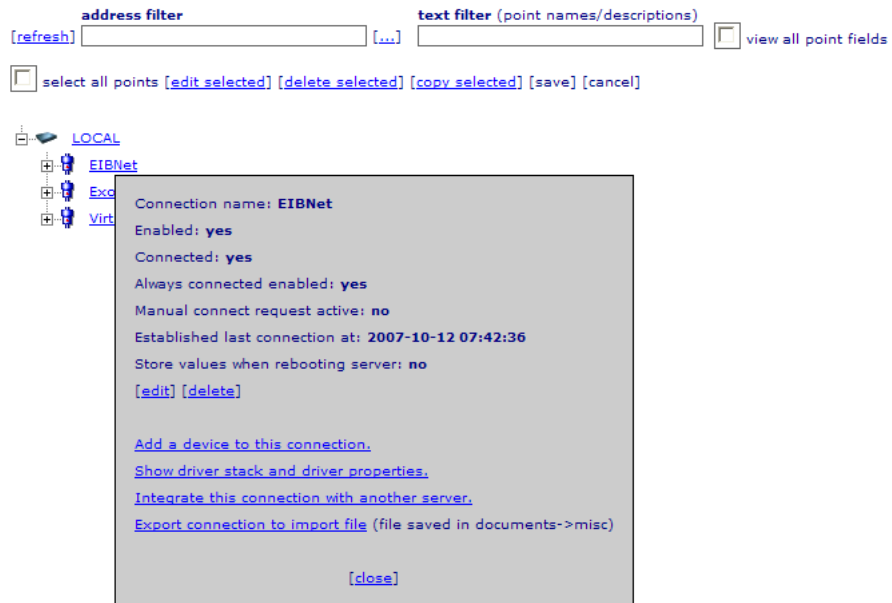 address filter text filter (point names/descriptions)
[refresh] [...] view all point fields
select all points [edit selected] [delete selected] [copy selected] [save] [cancel]
LOCAL
EIBNet
Exo
Virt
Connection name: EIBNet
Enabled: yes
Connected: yes
Always connected enabled: yes
Manual connect request active: no
Established last connection at: 2007-10-12 07:42:36
Store values when rebooting server: no
[edit] [delete]
Add a device to this connection.
Show driver stack and driver properties.
Integrate this connection with another server.
Export connection to import file (file saved in documents->misc)
[close]